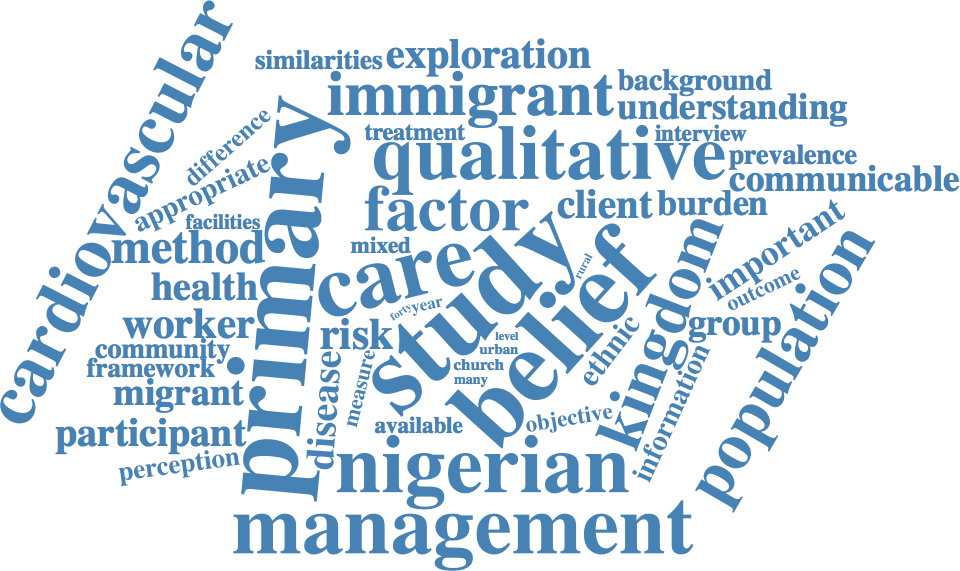 cardiovascular
similarities
exploration
immigrant
background
understanding
difference
treatment
interview
primary
qualitative
prevalence
appropriate
communicable
facilities
factor
client
burden
method
mixed
care
study
belief
rural
kingdom
important
population
health
outcome
forty
year
worker
risk
group
level
urban
ethnic
community
framework
church
many
migrant
disease
measure
information
participant
available
objective
perception
nigerian
management